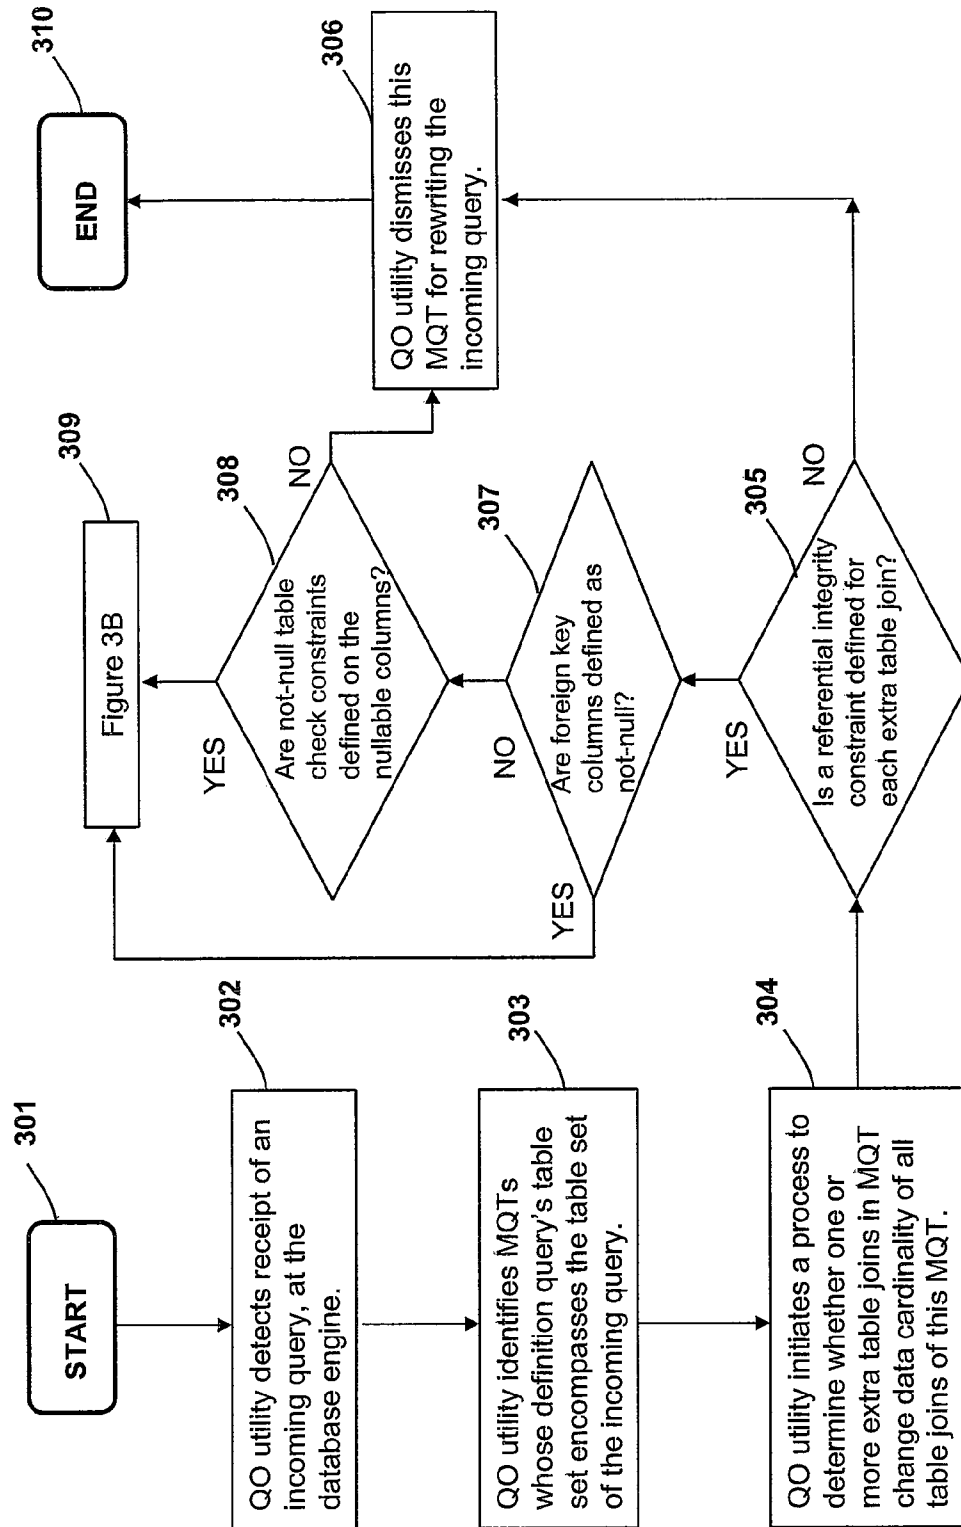 301
START
302
QO utility detects receipt of an
incoming query, at the
database engine.
303
QO utility identifies MQTs
whose definition query's table
set encompasses the table set
of the incoming query.
304
QO utility initiates a process to
determine whether one or
more extra table joins in MQT
change data cardinality of all
table joins of this MQT.
305
Is a referential integrity
constraint defined for
each extra table join?
YES
NO
307
Are foreign key
columns defined as
not-null?
YES
NO
308
Are not-null table
check constraints
defined on the
nullable columns?
YES
NO
309
Figure 3B
306
QO utility dismisses this
MQT for rewriting the
incoming query.
310
END